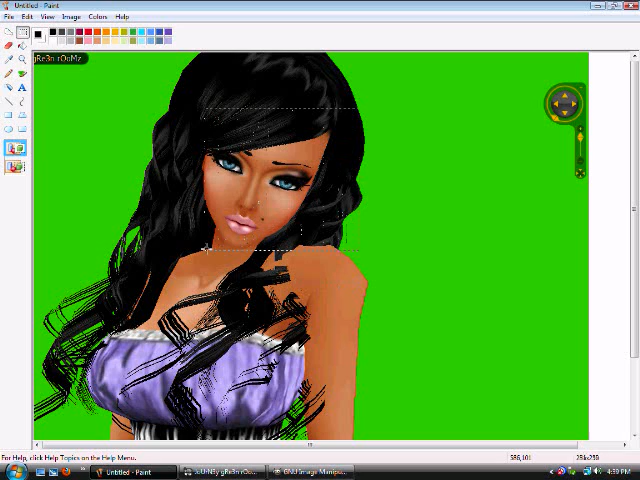 Untitled - Paint
File Edit View Image Colors Help
gRe3n rOoMz
For Help, click Help Topics on the Help Menu.
586,101
Untitled - Paint
GNU Image Manipu...
4:39 PM